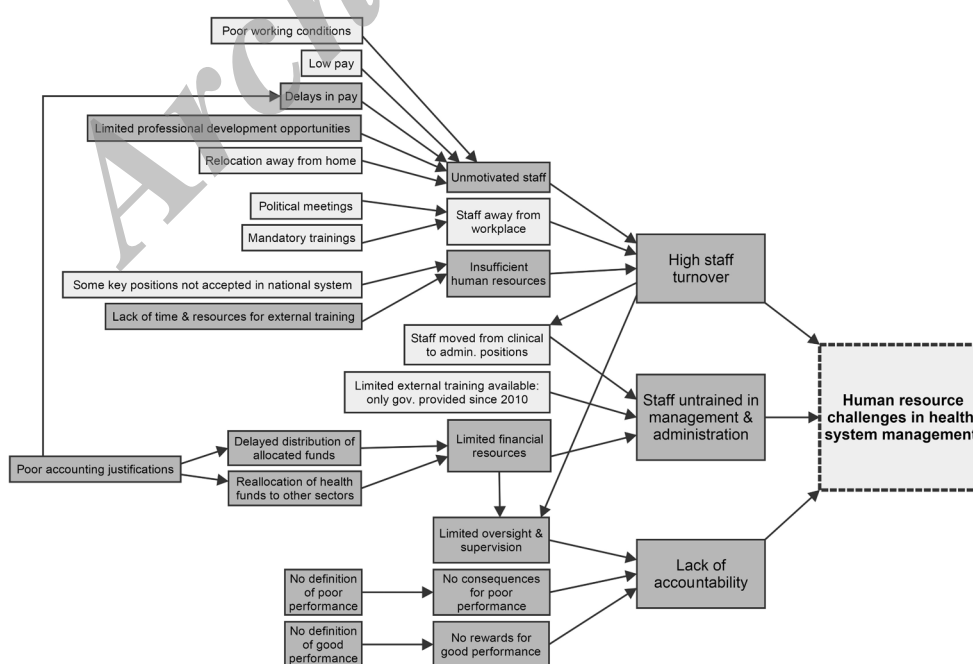 Poor working conditions
Low pay
Delays in pay
Limited professional development opportunities
Relocation away from home
Unmotivated staff
Political meetings
Staff away from
workplace
Mandatory trainings
High staff
turnover
Insufficient
human resources
Some key positions not accepted in national system
Lack of time & resources for external training
Staff moved from clinical
to admin. positions
Limited external training available:
only gov. provided since 2010
Staff untrained in
management &
administration
Human resource
challenges in health
system management
Delayed distribution of
allocated funds
Limited financial
resources
Poor accounting justifications
Reallocation of health
funds to other sectors
Limited oversight &
supervision
Lack of
accountability
No definition
of poor
performance
No consequences
for poor
performance
No definition
of good
performance
No rewards for
good performance
Arch